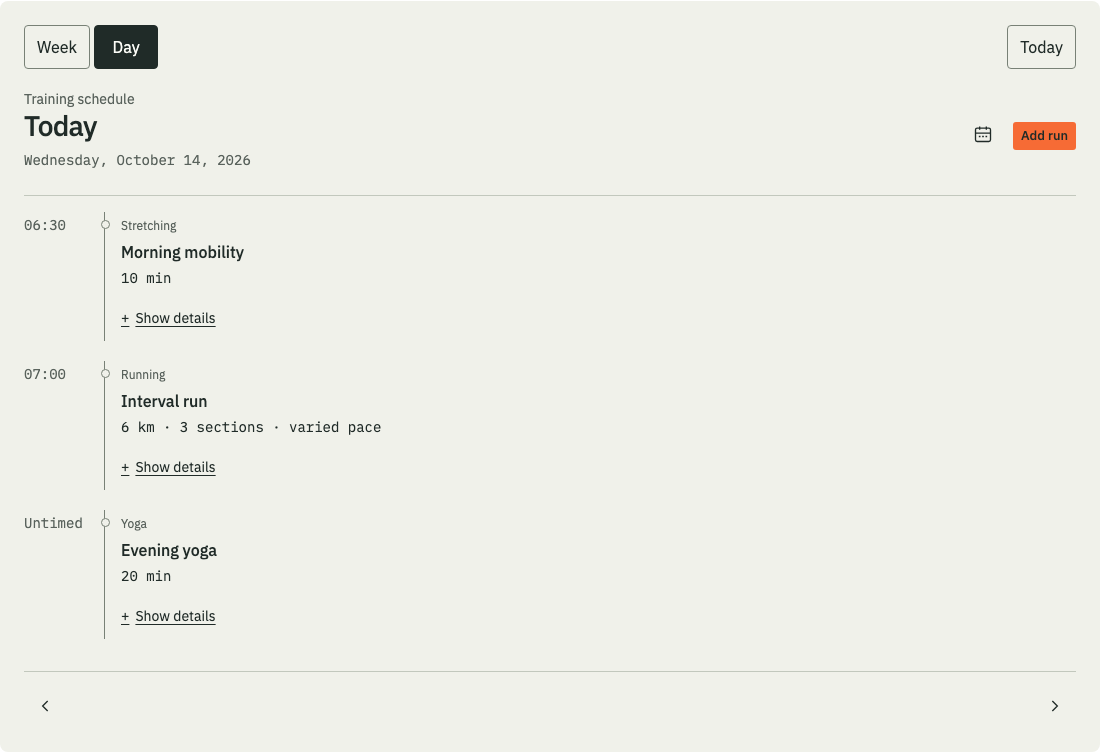 Week Day Today
Training schedule
Today
Add run
Wednesday, October 14, 2026
06:30 Stretching
Morning mobility
10 min
+ Show details
07:00 Running
Interval run
6 km · 3 sections · varied pace
+ Show details
Untimed Yoga
Evening yoga
20 min
+ Show details